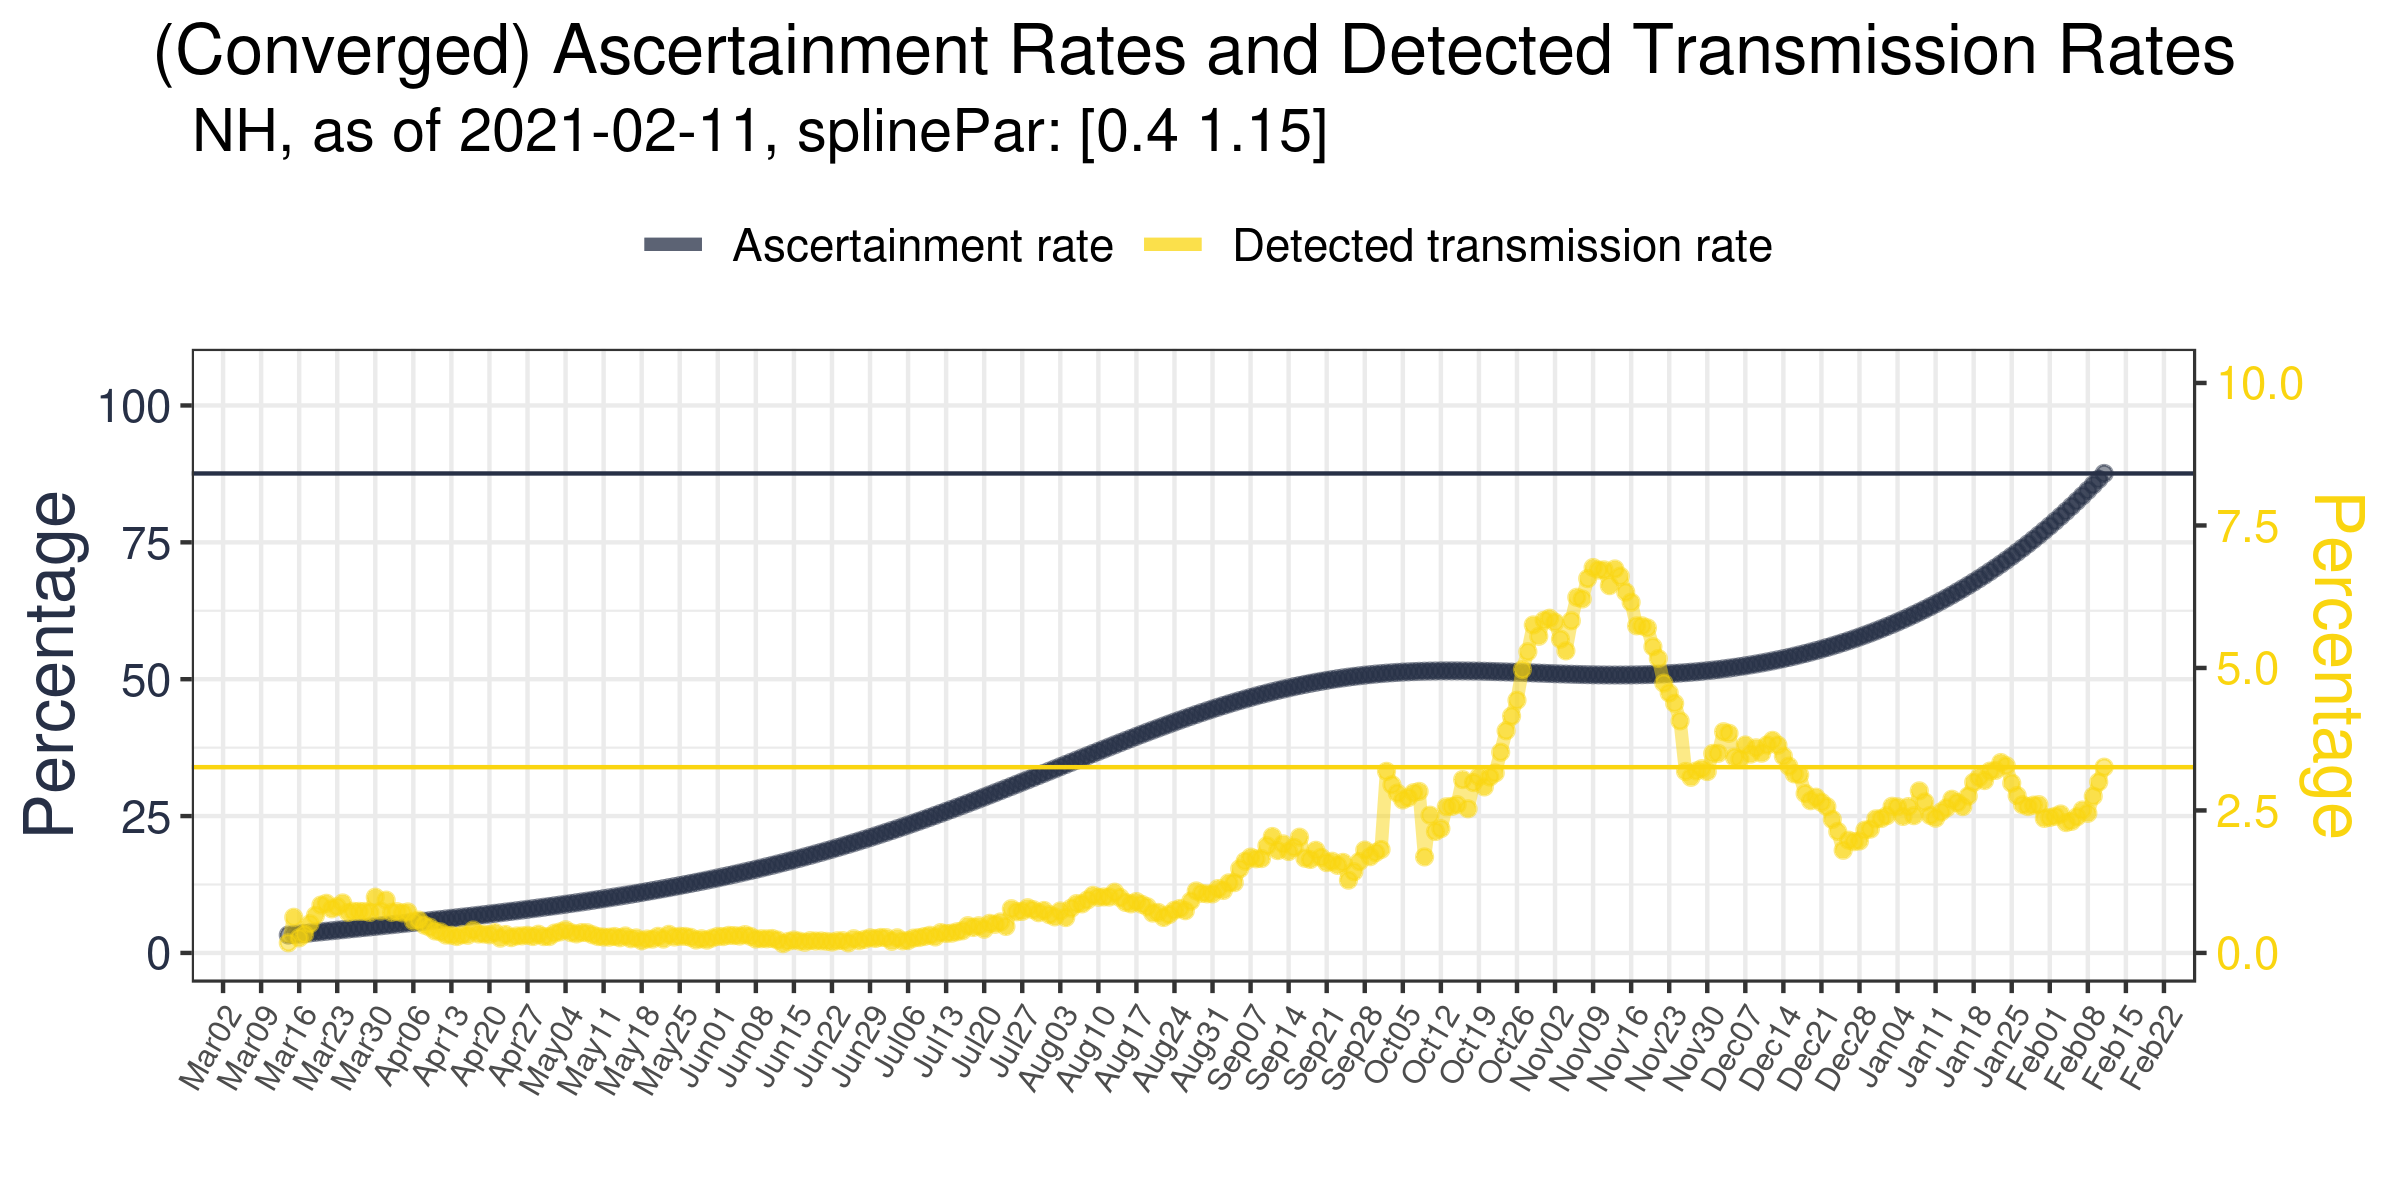 (Converged) Ascertainment Rates and Detected Transmission Rates
NH, as of 2021-02-11, splinePar: [0.4 1.15]
Ascertainment rate
Detected transmission rate
Percentage
100
75
50
25
0
10.0
7.5
5.0
2.5
0.0
Percentage
Mar02
Mar09
Mar16
Mar23
Mar30
Apr06
Apr13
Apr20
Apr27
May04
May11
May18
May25
Jun01
Jun08
Jun15
Jun22
Jun29
Jul06
Jul13
Jul20
Jul27
Aug03
Aug10
Aug17
Aug24
Aug31
Sep07
Sep14
Sep21
Sep28
Oct05
Oct12
Oct19
Oct26
Nov02
Nov09
Nov16
Nov23
Nov30
Dec07
Dec14
Dec21
Dec28
Jan04
Jan11
Jan18
Jan25
Feb01
Feb08
Feb15
Feb22